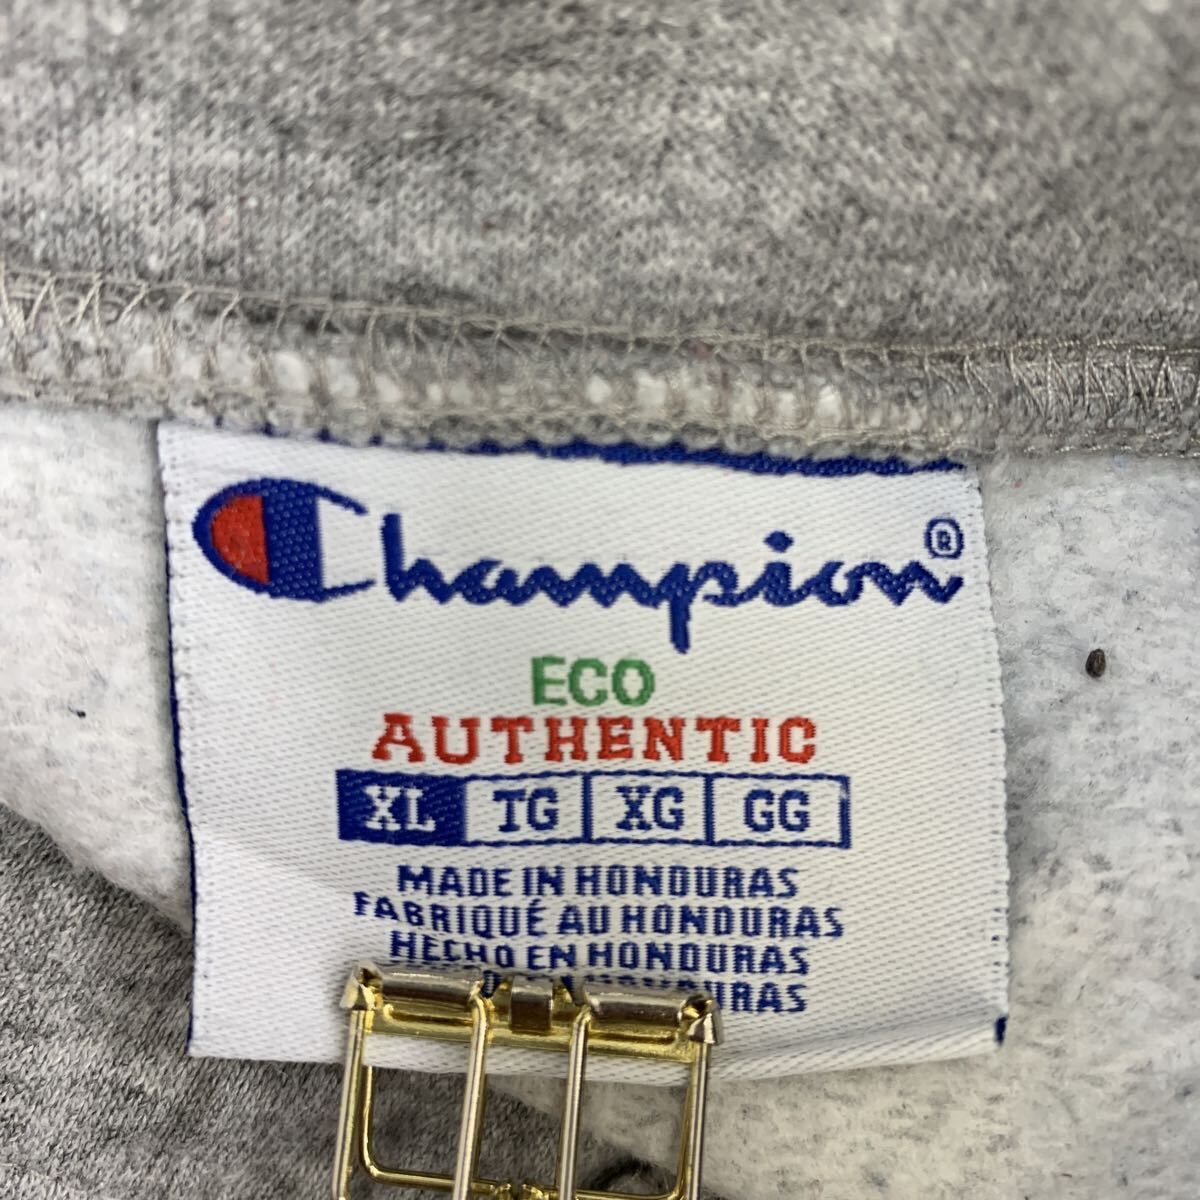 Champion®
ECO
AUTHENTIC
XL TG XG GG
MADE IN HONDURAS
FABRIQUÉ AU HONDURAS
HECHO EN HONDURAS